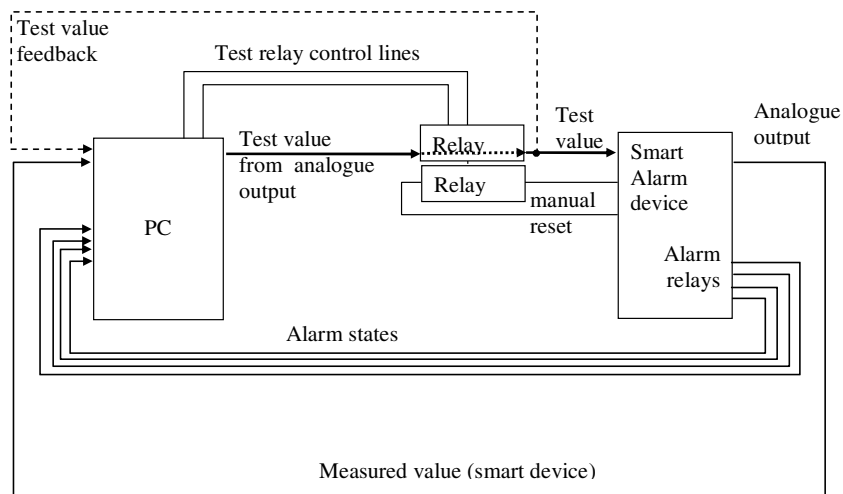 Test value
feedback
Test relay control lines
Test value
from analogue
output
Relay
Relay
Test
value
Analogue
output
Smart
Alarm
device
manual
reset
PC
Alarm
relays
Alarm states
Measured value (smart device)